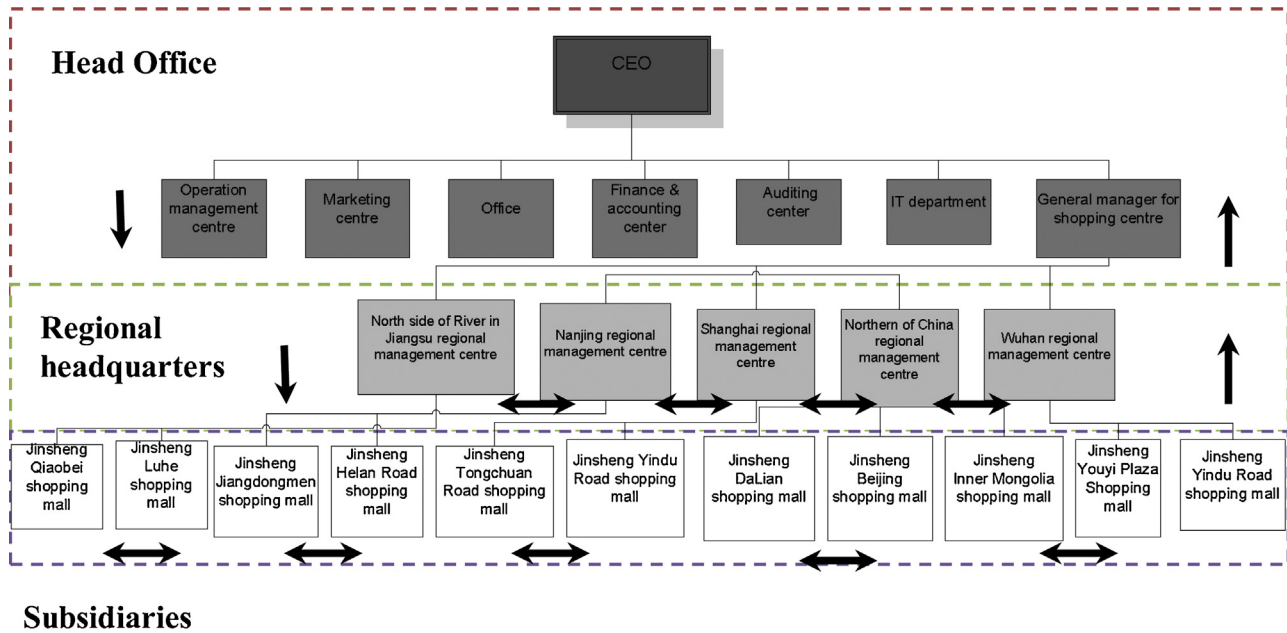 Head Office
CEO
Operation
management
centre
Marketing
centre
Office
Finance &
accounting
center
Auditing
center
IT department
General manager for
shopping centre
Regional
headquarters
North side of River in
Jiangsu regional
management centre
Nanjing regional
management centre
Shanghai regional
management
centre
Northern of China
regional
management
centre
Wuhan regional
management centre
Jinsheng
Qiaobei
shopping
mall
Jinsheng
Luhe
shopping
mall
Jinsheng
Jiangdongmen
shopping mall
Jinsheng
Helan Road
shopping
mall
Jinsheng
Tongchuan
Road shopping
mall
Jinsheng Yindu
Road shopping
mall
Jinsheng
DaLian
shopping mall
Jinsheng
Beijing
shopping mall
Jinsheng
Inner Mongolia
shopping mall
Jinsheng
Youyi Plaza
Shopping
mall
Jinsheng
Yindu Road
shopping mall
Subsidiaries